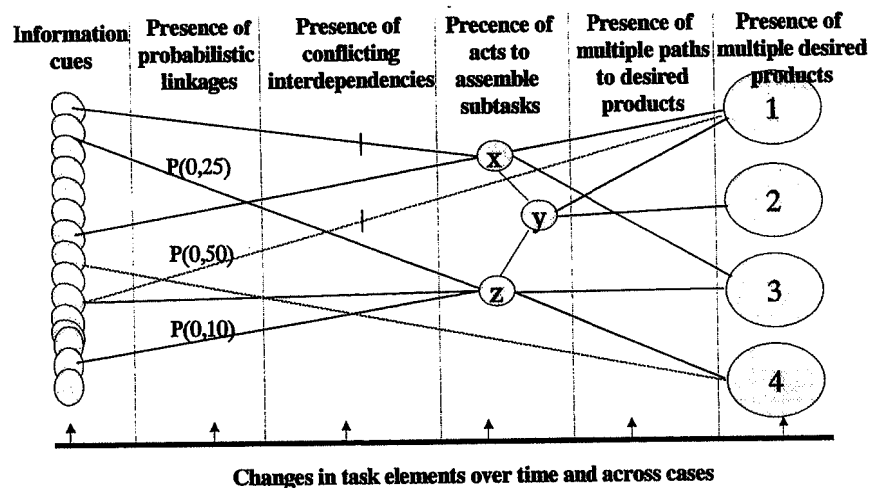 Information
cues
Presence of
probabilistic
linkages
Presence of
conflicting
interdependencies
Precence of
acts to
assemble
subtasks
Presence of
multiple paths
to desired
products
Presence of
multiple desired
products
P(0,25)
P(0,50)
P(0,10)
x
y
z
1
2
3
4
Changes in task elements over time and across cases